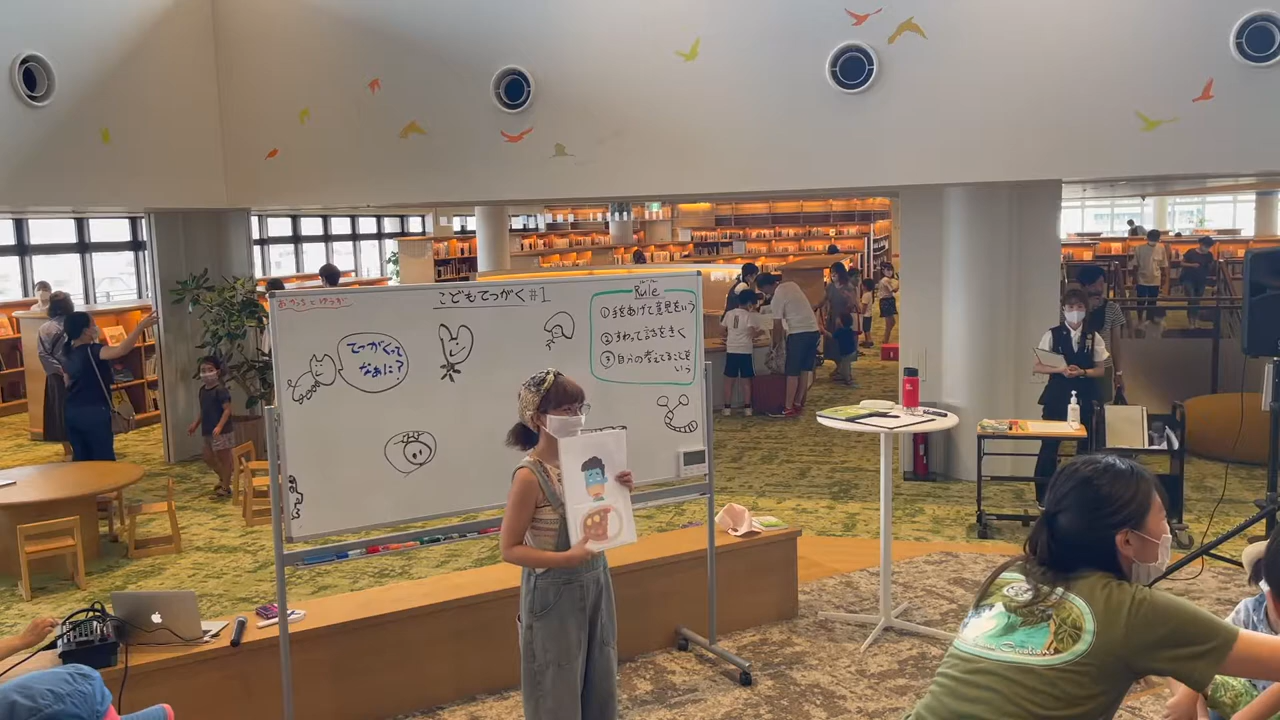 こどもてつがく#1
てつがくって
なぁに?
Rule
①手をあげて意見をいう
②すわって話をきく
③自分の考えてることを
いう
Creations